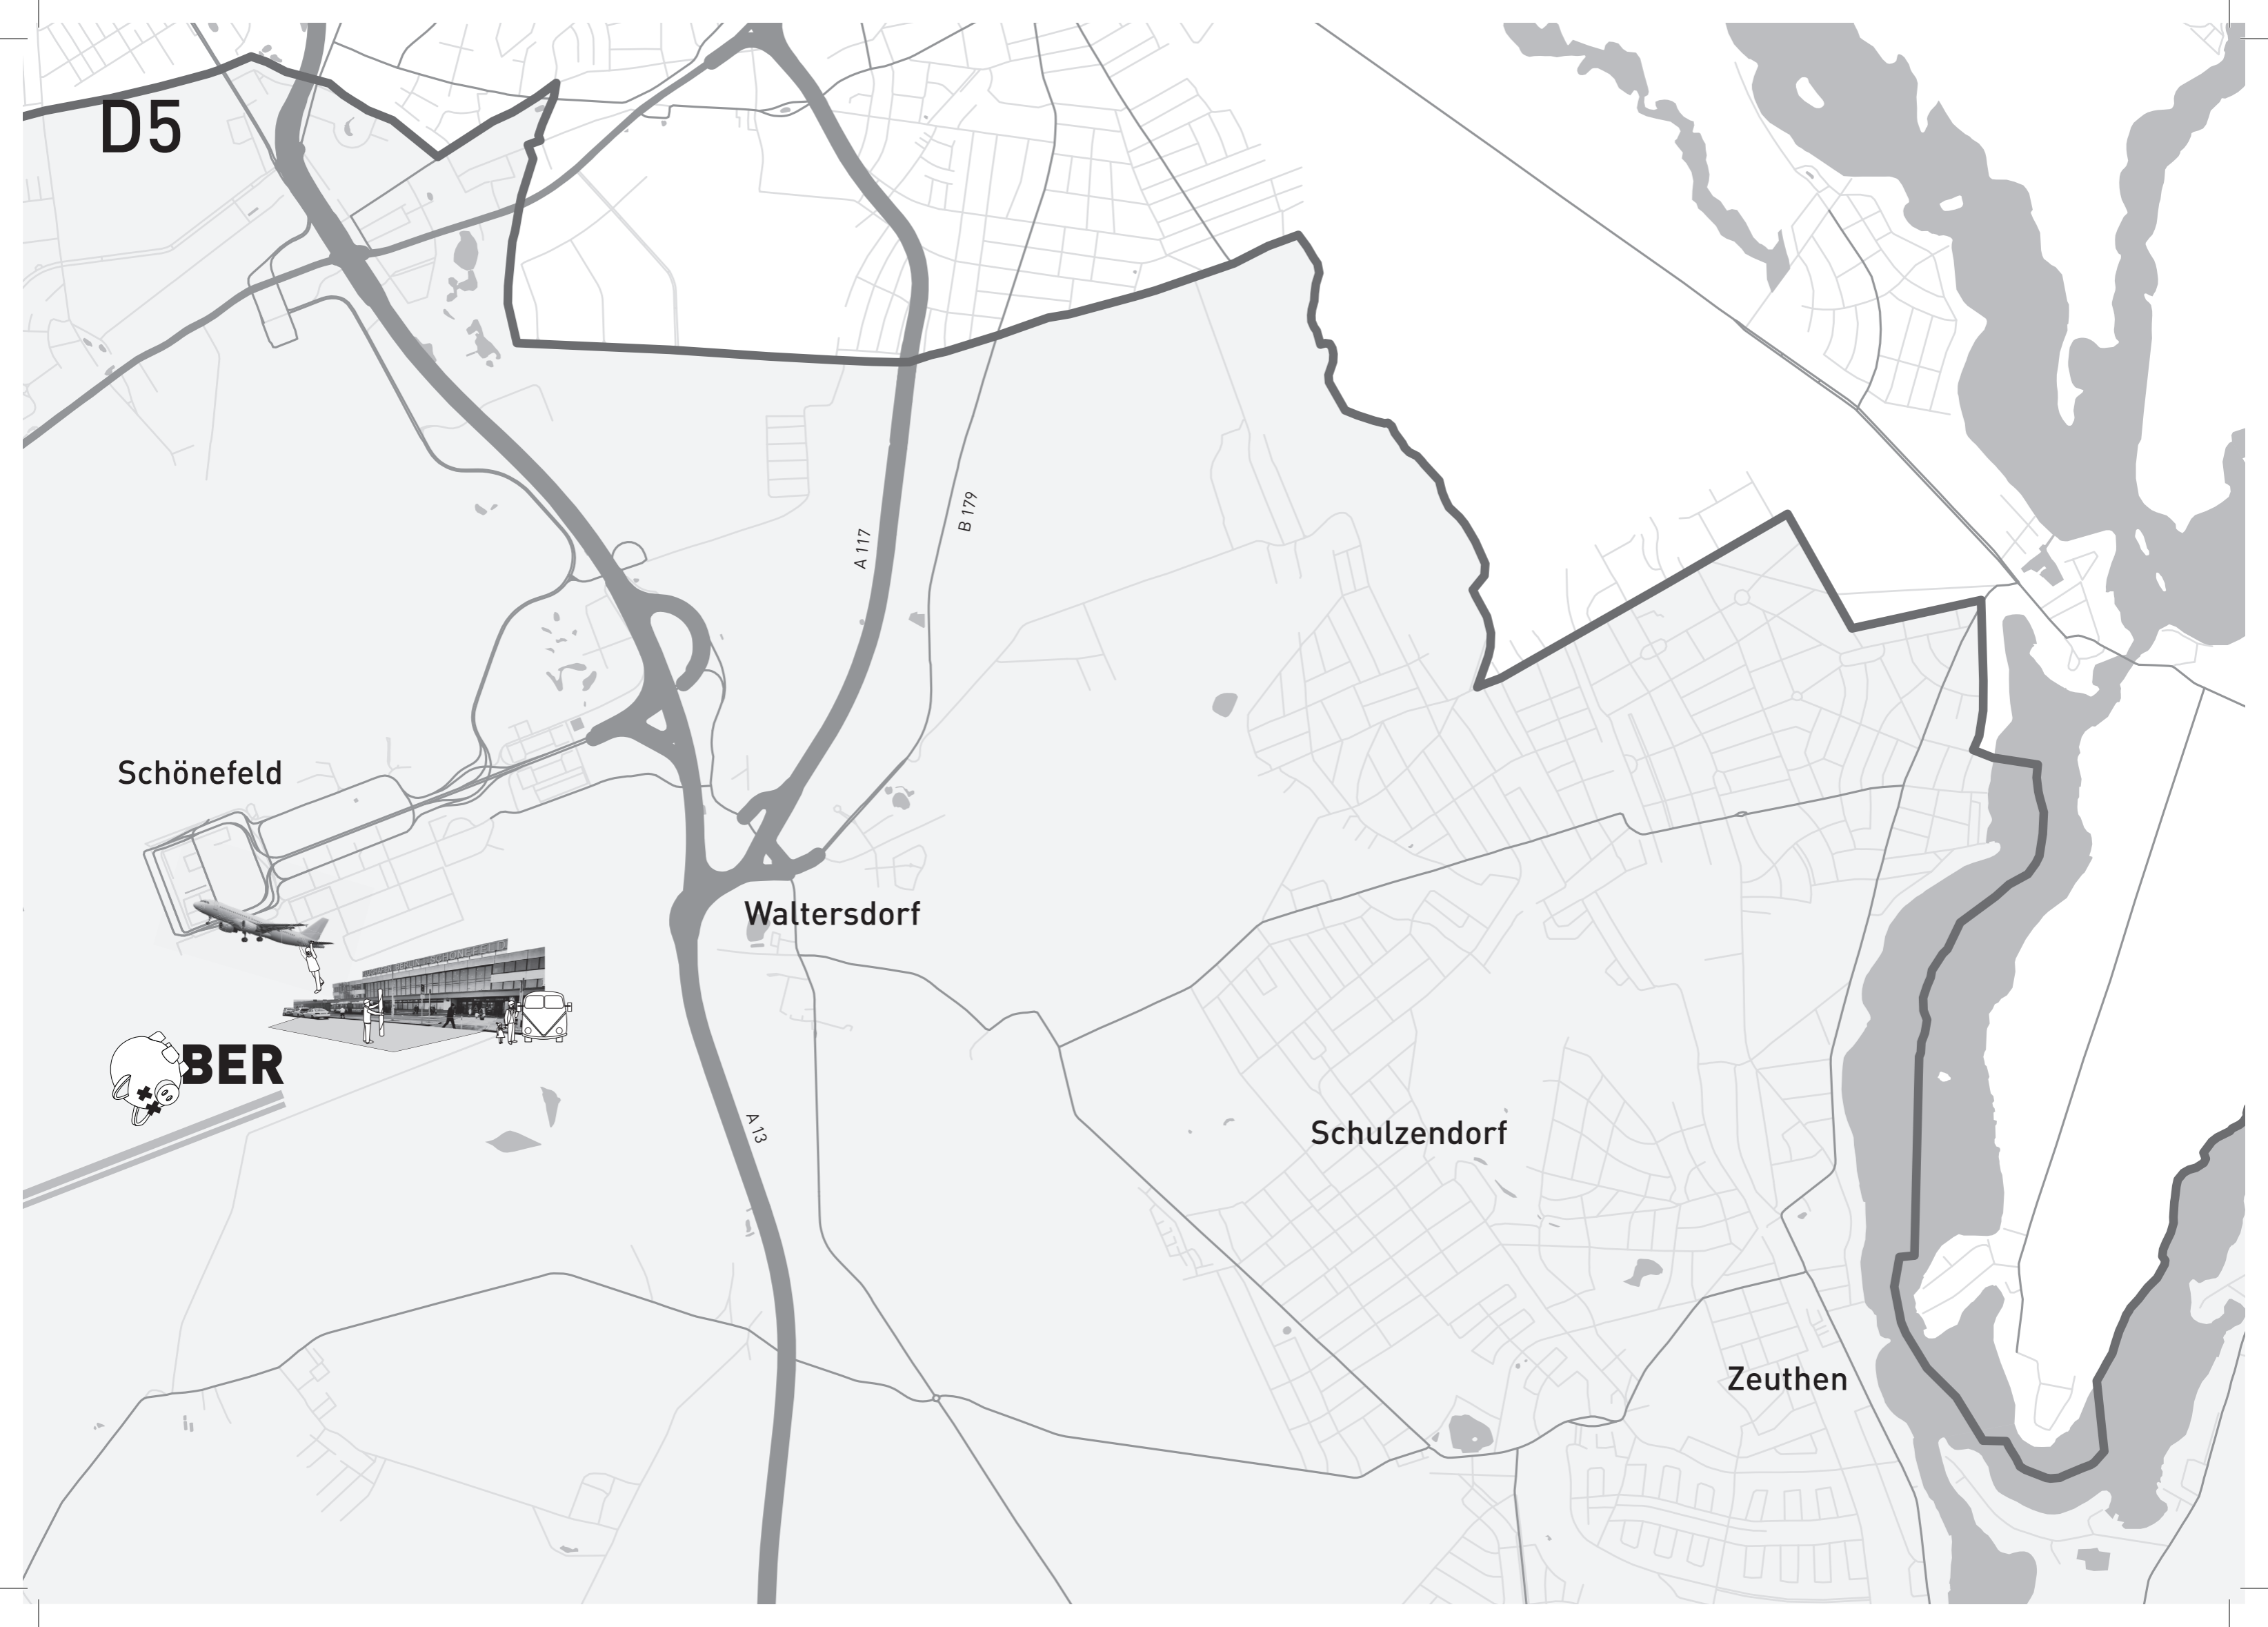 D5
A 117
B 179
Schönefeld
Waltersdorf
BER
A 13
Schulzendorf
Zeuthen